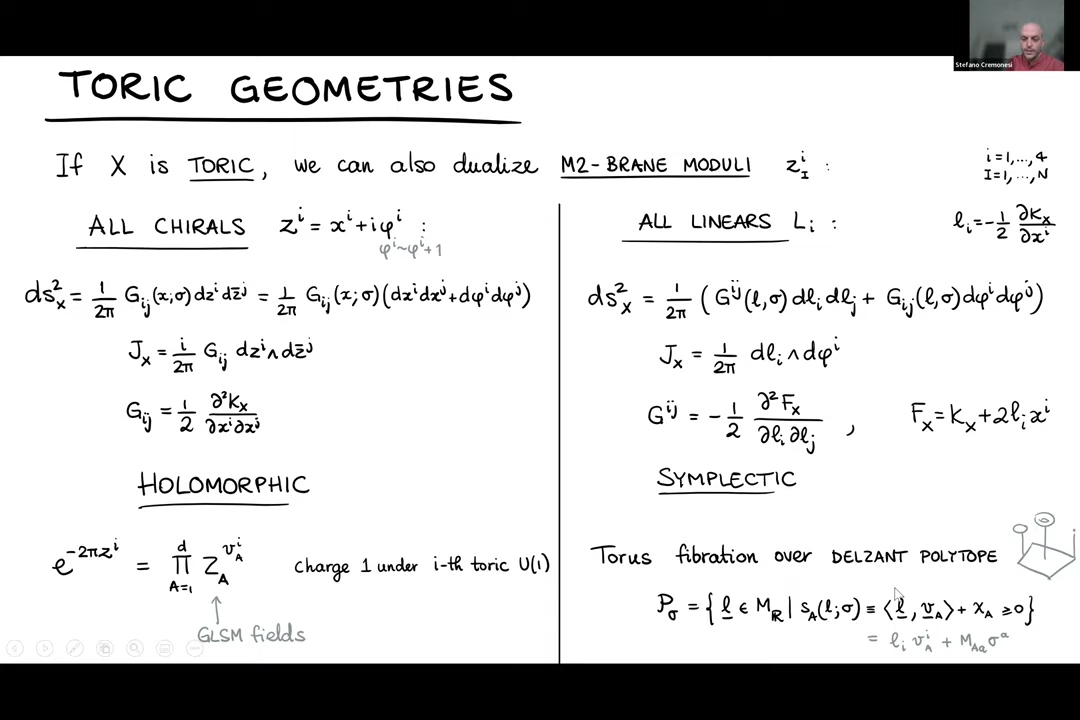 Stefano Cremonesi
TORIC GEOMETRIES
If X is TORIC, we can also dualize M2-BRANE MODULI z_I^i :
i=1,...,4
I=1,...,N
ALL CHIRALS z^i = x^i + iφ^i :
φ^i ~ φ^i + 1
ds²_X = 1/2π G_ij(x;σ) dz^i dz̄^j = 1/2π G_ij(x;σ)(dx^i dx^j + dφ^i dφ^j)
J_X = i/2π G_ij dz^i ∧ dz̄^j
G_ij = 1/2 ∂²K_X/∂x^i∂x^j
HOLOMORPHIC
e^{-2πz^i} = ∏_{A=1}^{d} Z_A^{v_A^i} charge 1 under i-th toric U(1)
↑
GLSM fields
ALL LINEARS L_i : ℓ_i = -1/2 ∂K_X/∂x^i
ds²_X = 1/2π (G^ij(ℓ,σ) dℓ_i dℓ_j + G_ij(ℓ,σ) dφ^i dφ^j)
J_X = 1/2π dℓ_i ∧ dφ^i
G^ij = -1/2 ∂²F_X/∂ℓ_i∂ℓ_j , F_X = K_X + 2ℓ_i x^i
SYMPLECTIC
Torus fibration over DELZANT POLYTOPE
P_σ = { ℓ ∈ M_ℝ | s_A(ℓ;σ) ≡ ⟨ℓ, v_A⟩ + χ_A ≥ 0 }
= ℓ_i v_A^i + M_Aa σ^a